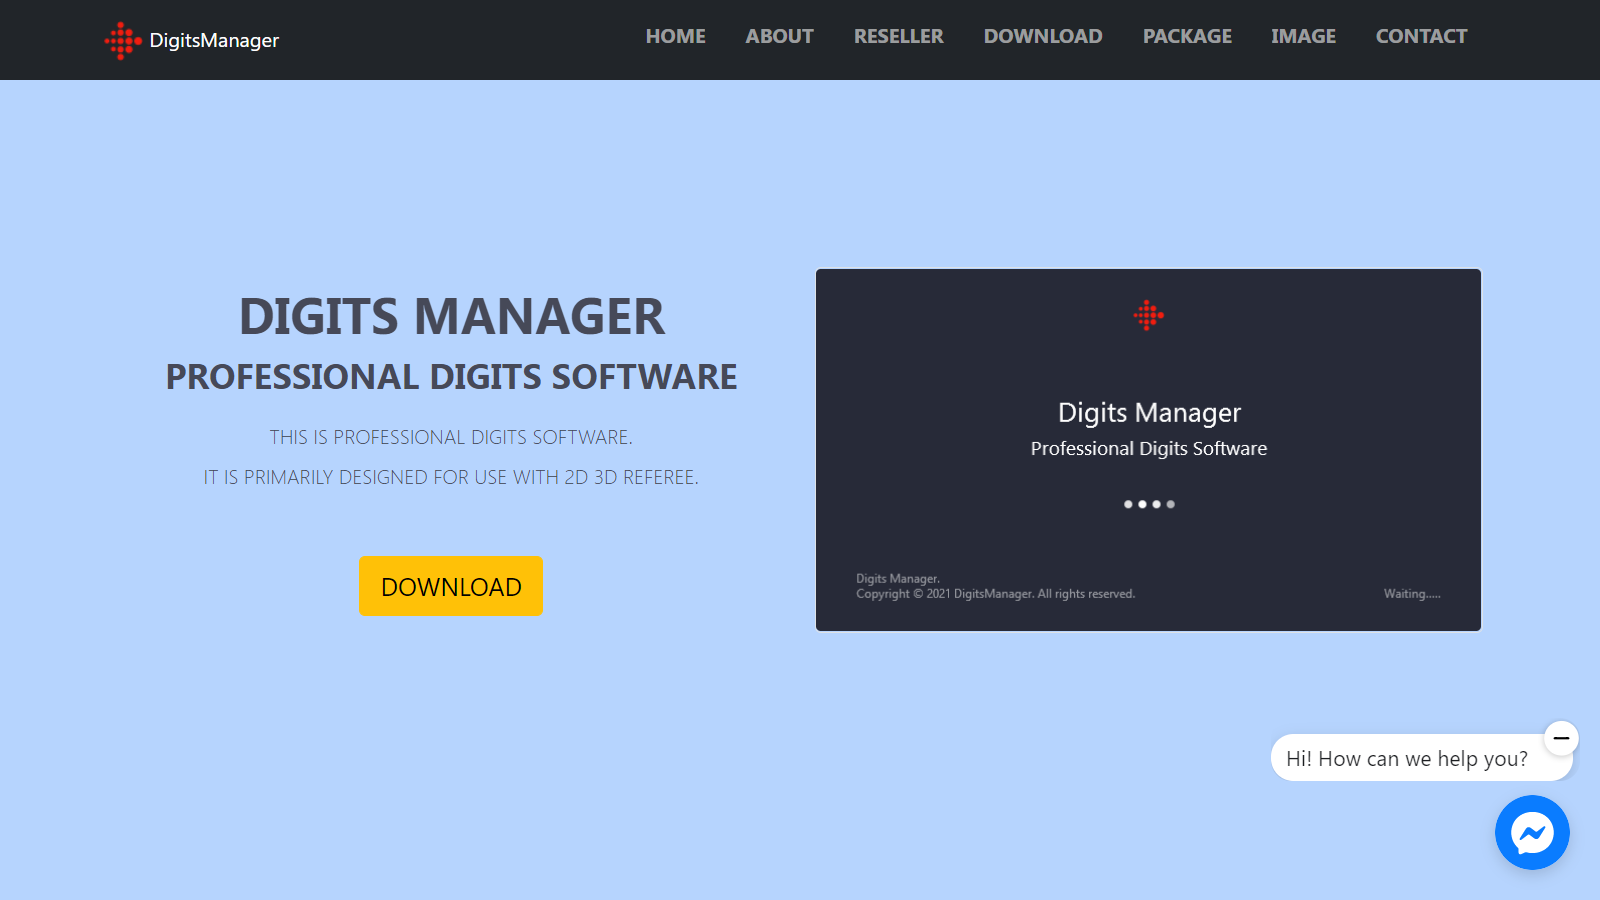 DigitsManager
HOME ABOUT RESELLER DOWNLOAD PACKAGE IMAGE CONTACT
DIGITS MANAGER
PROFESSIONAL DIGITS SOFTWARE
THIS IS PROFESSIONAL DIGITS SOFTWARE.
IT IS PRIMARILY DESIGNED FOR USE WITH 2D 3D REFEREE.
DOWNLOAD
Digits Manager
Professional Digits Software
Digits Manager.
Copyright © 2021 DigitsManager. All rights reserved.
Waiting.....
Hi! How can we help you?